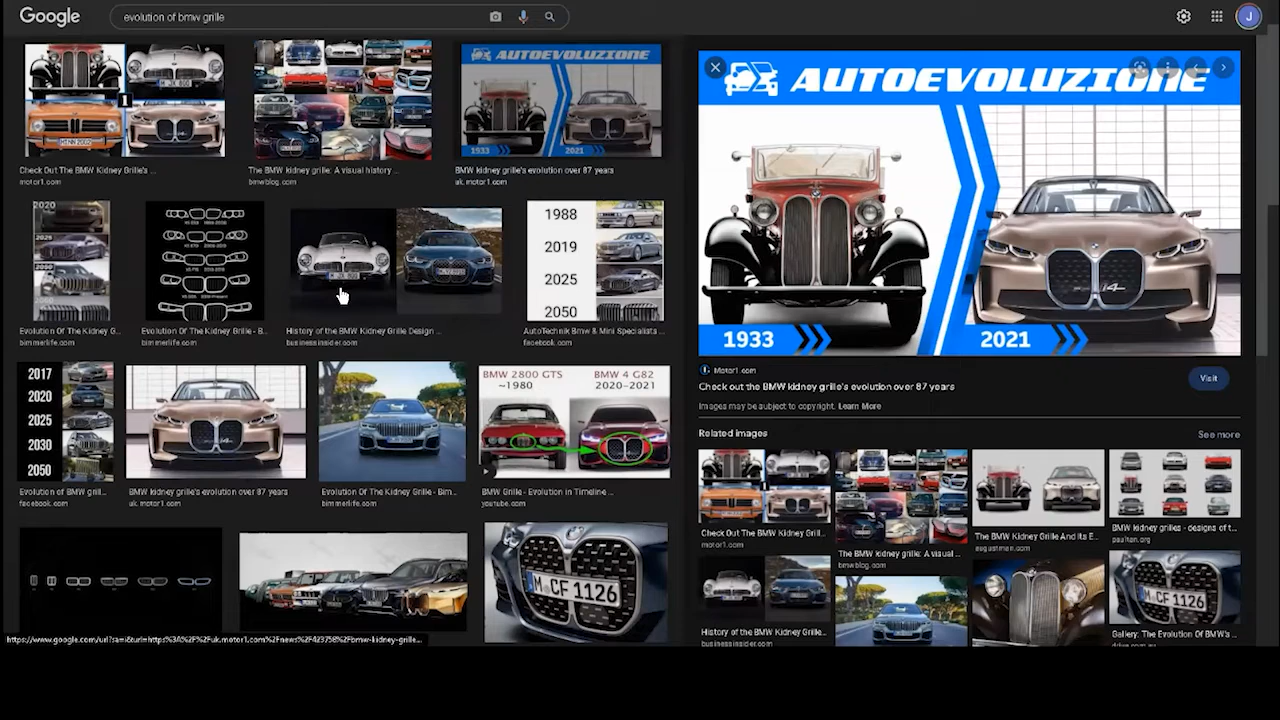 Google
evolution of bmw grille
J
Check Out The BMW Kidney Grille's ...
motor1.com
The BMW kidney grille: A visual history ...
bmwblog.com
AUTOEVOLUZIONE
1933
2021
BMW kidney grille's evolution over 87 years
uk.motor1.com
2020
2025
2050
Evolution Of The Kidney G...
bimmerlife.com
Evolution Of The Kidney Grille - B...
bimmerlife.com
History of the BMW Kidney Grille Design ...
businessinsider.com
1988
2019
2025
2050
AutoTechnik Bmw & Mini Specialists ...
facebook.com
2017
2020
2025
2030
2050
Evolution of BMW grill...
facebook.com
BMW kidney grille's evolution over 87 years
uk.motor1.com
Evolution Of The Kidney Grille - Bim...
bimmerlife.com
BMW 2800 GTS
~1980
BMW 4 G82
2020-2021
BMW Grille - Evolution in Timeline ...
youtube.com
M CF 1126
AUTOEVOLUZIONE
1933
2021
Motor1.com
Check out the BMW kidney grille's evolution over 87 years
Visit
Images may be subject to copyright. Learn More
Related images
See more
Check Out The BMW Kidney Grill...
motor1.com
The BMW kidney grille: A visual ...
bmwblog.com
The BMW Kidney Grille And Its E...
augustman.com
BMW kidney grilles - designs of t...
paultan.org
History of the BMW Kidney Grille...
businessinsider.com
M CF 1126
Gallery: The Evolution Of BMW's ...
drive.com.au